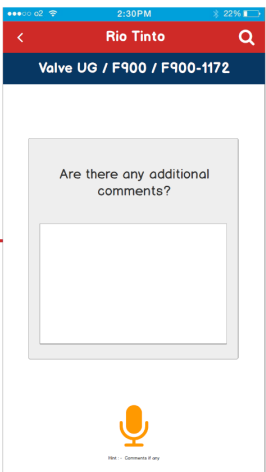 o2 2:30PM 22%
Rio Tinto
Valve UG / F900 / F900-1172
Are there any additional
comments?
Hint : - Comments if any